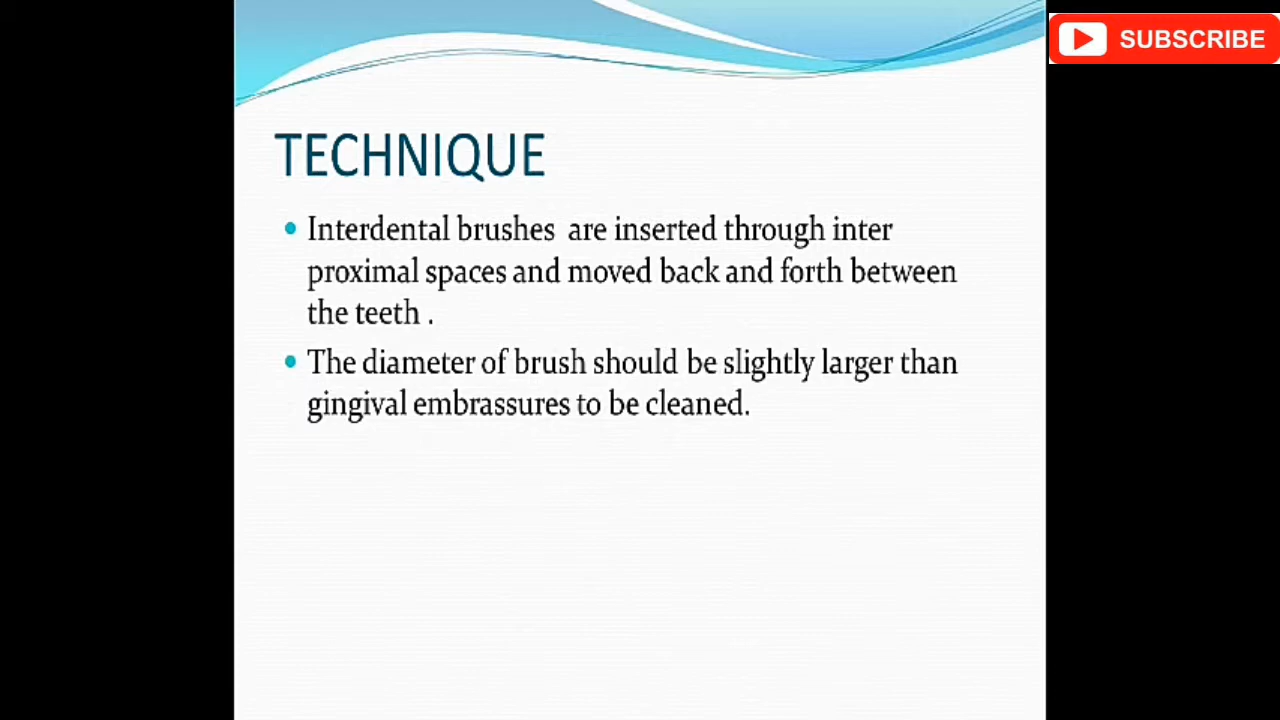 SUBSCRIBE
TECHNIQUE
• Interdental brushes are inserted through inter
proximal spaces and moved back and forth between
the teeth .
• The diameter of brush should be slightly larger than
gingival embrassures to be cleaned.